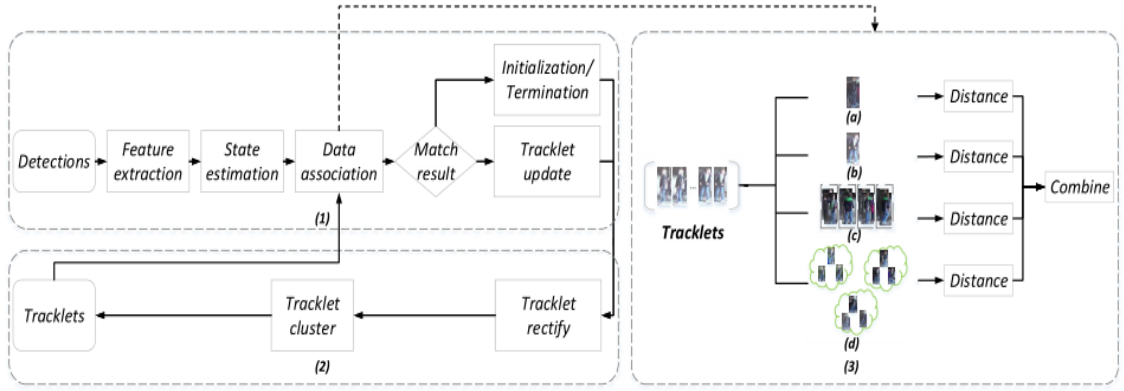 Initialization/
Termination
Detections
Feature
extraction
State
estimation
Data
association
Match
result
Tracklet
update
(1)
Tracklets
Tracklet
cluster
Tracklet
rectify
(2)
...
Tracklets
(a)
Distance
(b)
Distance
(c)
Distance
(d)
Distance
Combine
(3)